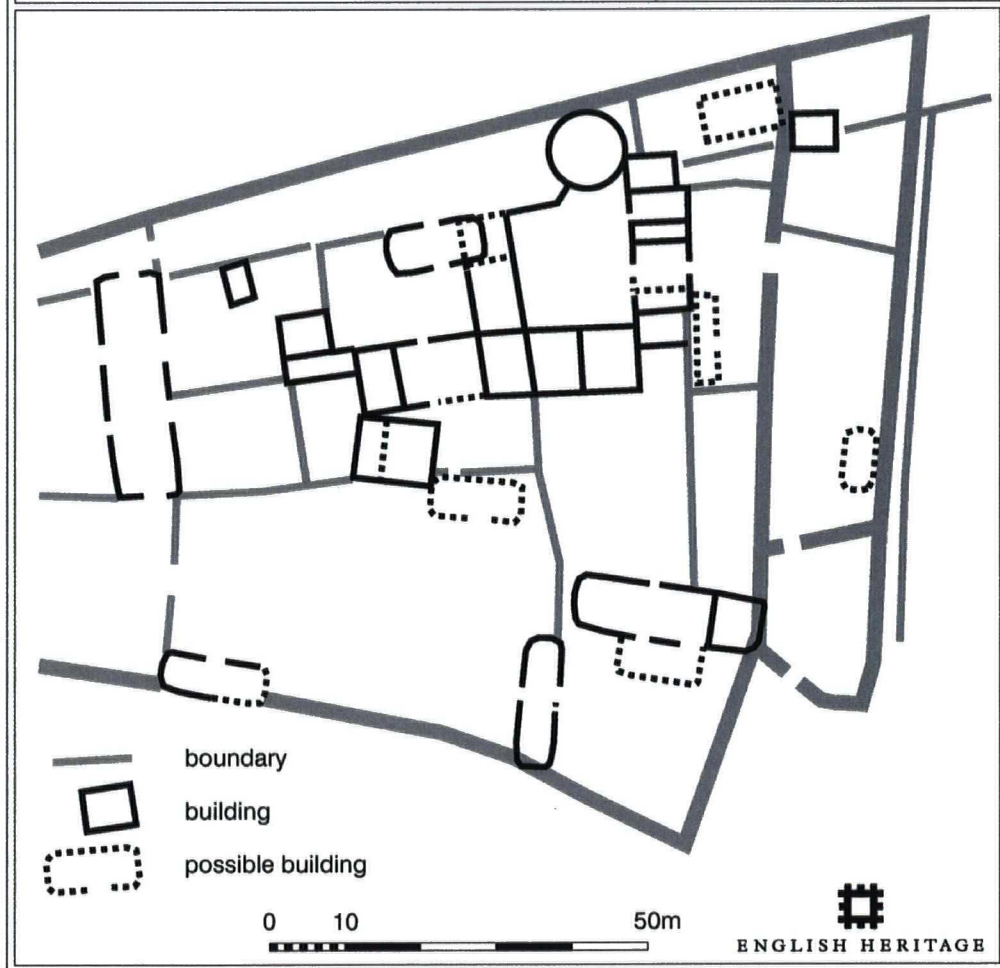 boundary
building
possible building
0 10 50m
ENGLISH HERITAGE